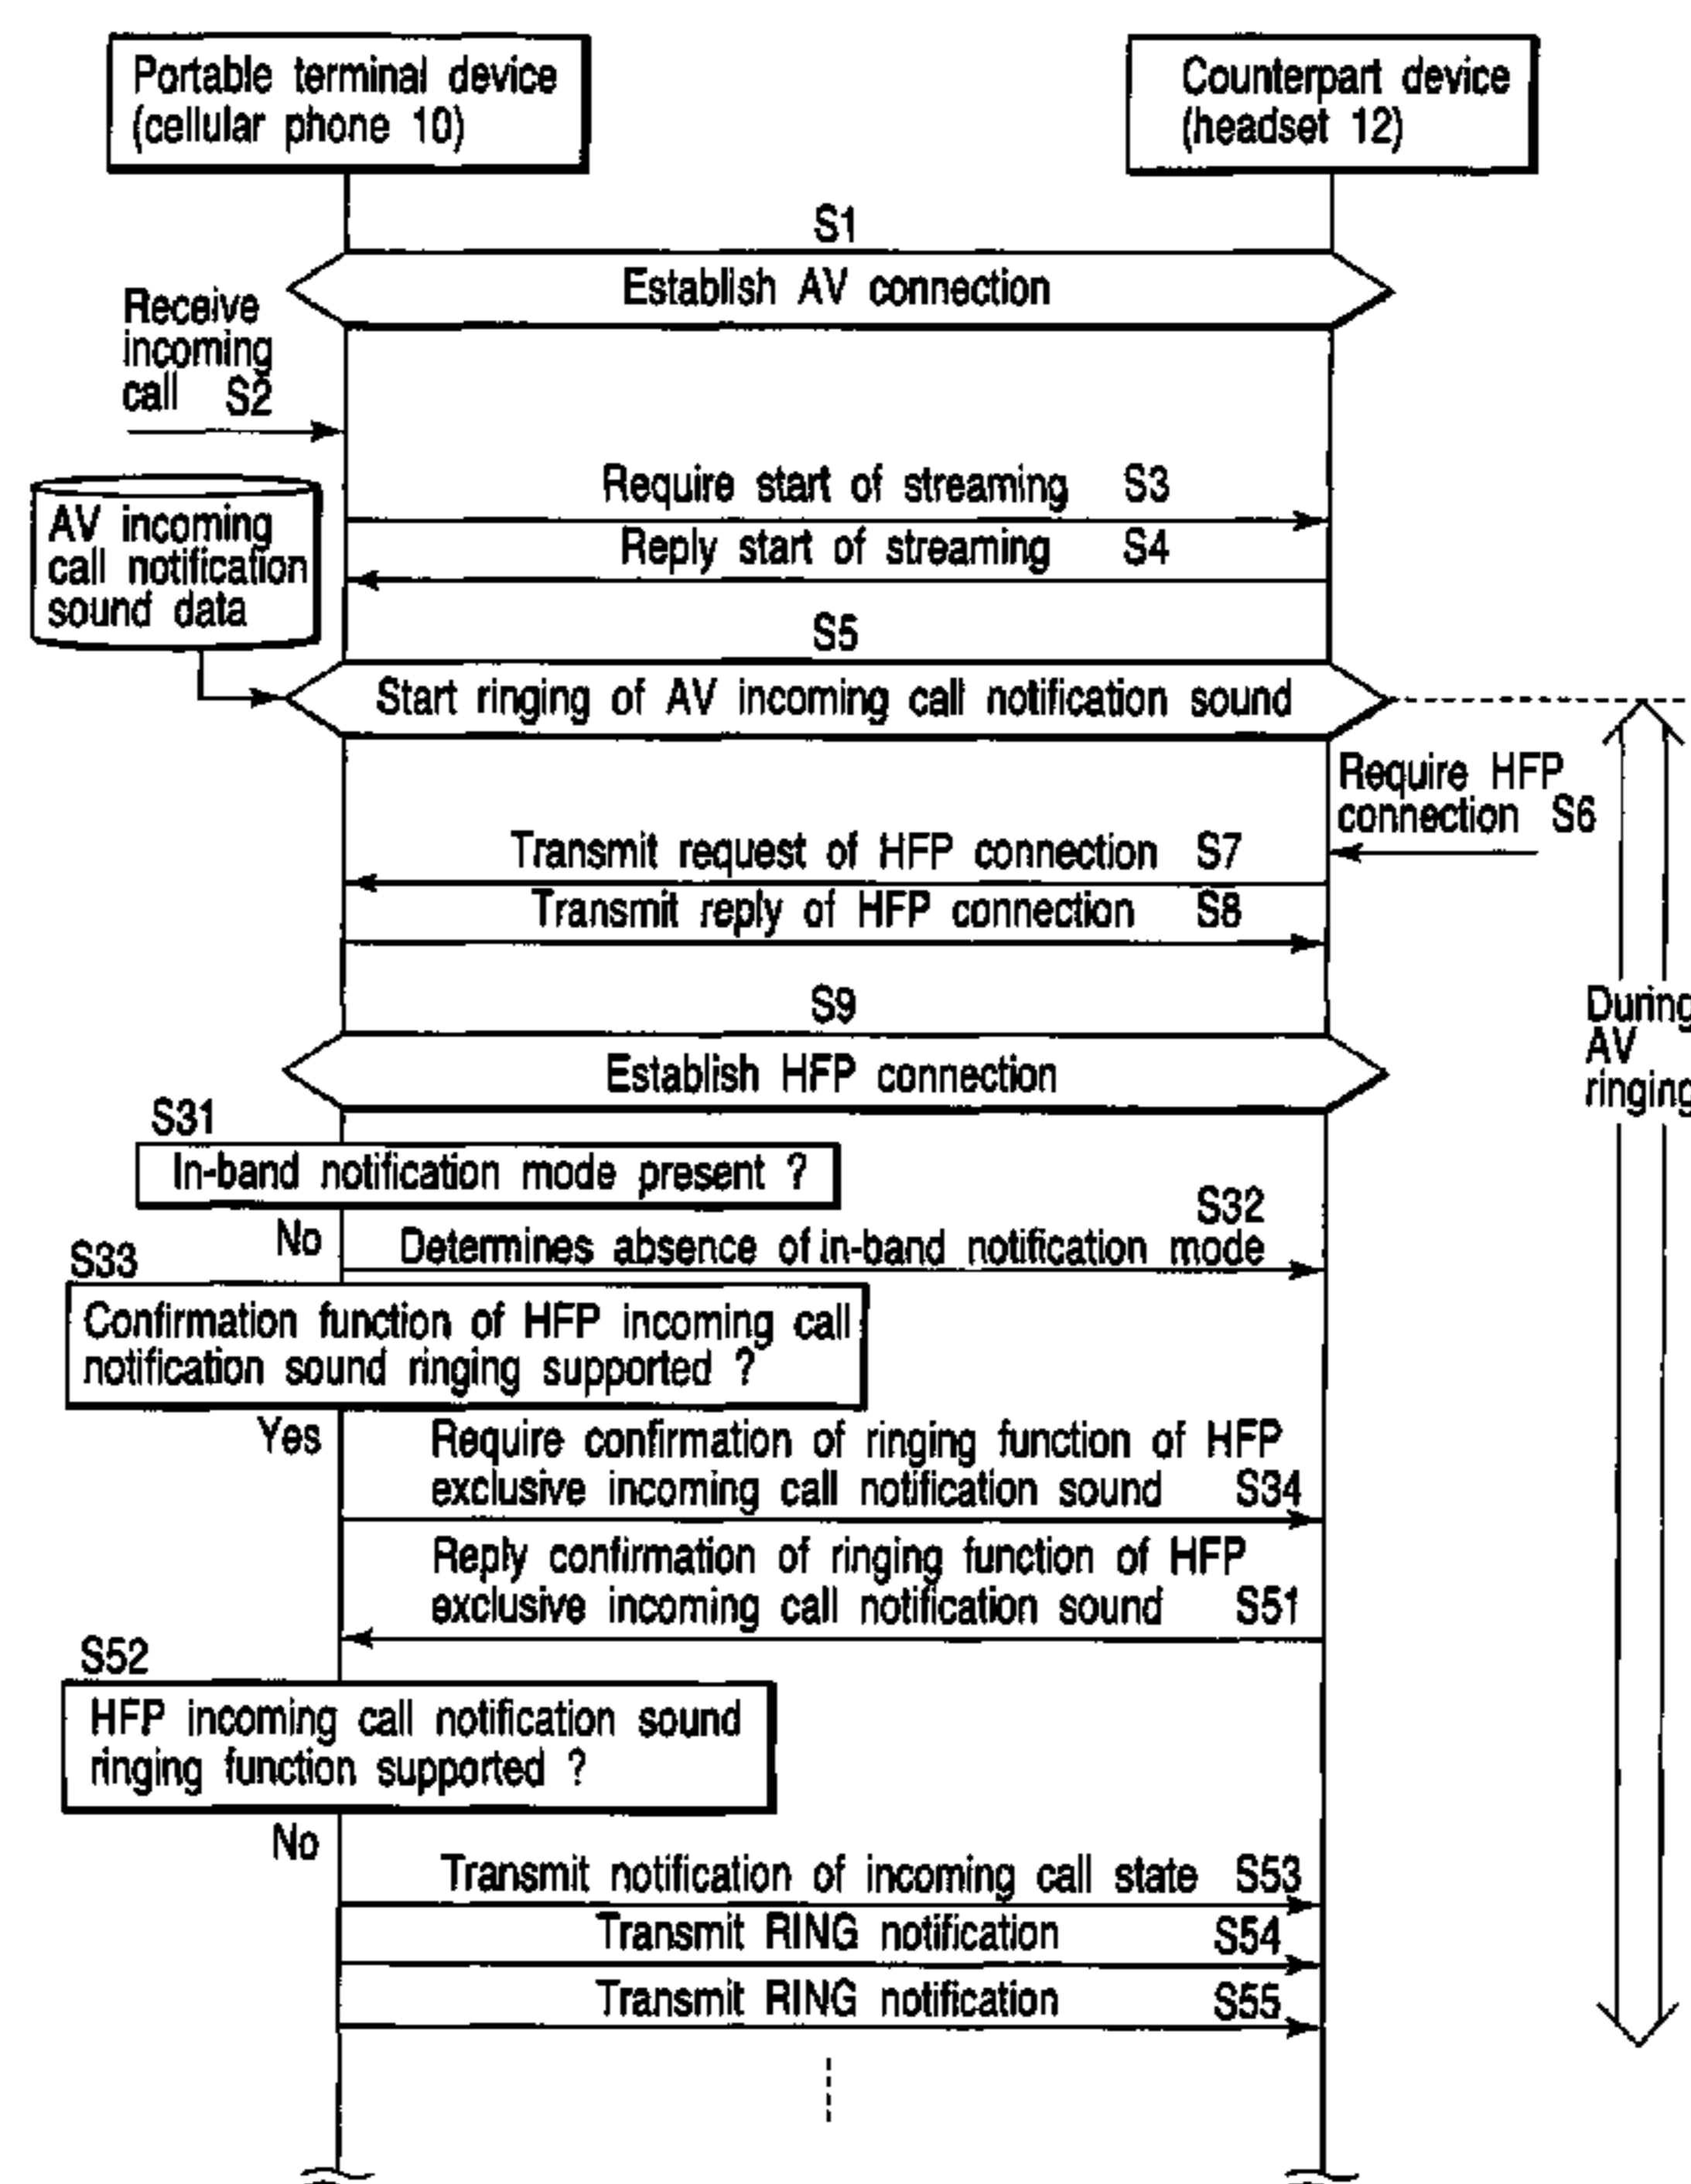 Portable terminal device
(cellular phone 10)
Counterpart device
(headset 12)
S1
Establish AV connection
Receive
incoming
call S2
Require start of streaming S3
AV incoming
call notification
sound data
Reply start of streaming S4
S5
Start ringing of AV incoming call notification sound
Require HFP
connection S6
Transmit request of HFP connection S7
Transmit reply of HFP connection S8
S9
During
AV
ringing
Establish HFP connection
S31
In-band notification mode present ?
S32
No
Determines absence of in-band notification mode
S33
Confirmation function of HFP incoming call
notification sound ringing supported ?
Yes
Require confirmation of ringing function of HFP
exclusive incoming call notification sound S34
Reply confirmation of ringing function of HFP
exclusive incoming call notification sound S51
S52
HFP incoming call notification sound
ringing function supported ?
No
Transmit notification of incoming call state S53
Transmit RING notification S54
Transmit RING notification S55